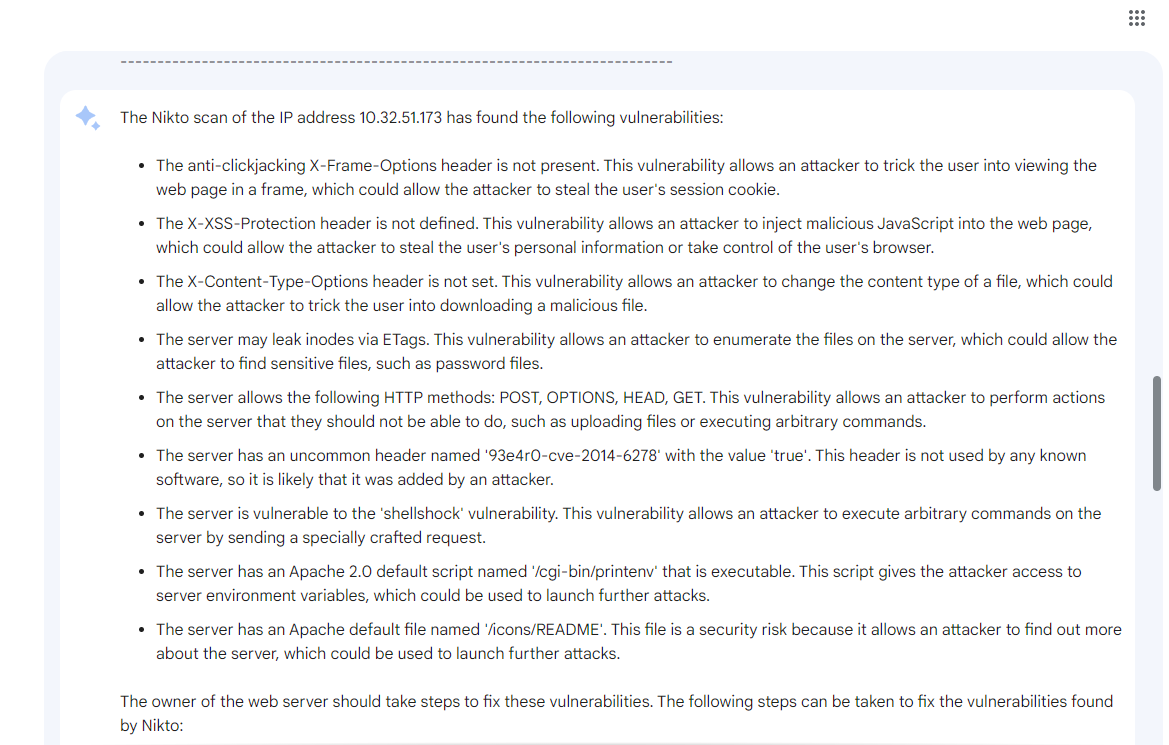 --------------------------------------------------------------------------
The Nikto scan of the IP address 10.32.51.173 has found the following vulnerabilities:
• The anti-clickjacking X-Frame-Options header is not present. This vulnerability allows an attacker to trick the user into viewing the
web page in a frame, which could allow the attacker to steal the user's session cookie.
• The X-XSS-Protection header is not defined. This vulnerability allows an attacker to inject malicious JavaScript into the web page,
which could allow the attacker to steal the user's personal information or take control of the user's browser.
• The X-Content-Type-Options header is not set. This vulnerability allows an attacker to change the content type of a file, which could
allow the attacker to trick the user into downloading a malicious file.
• The server may leak inodes via ETags. This vulnerability allows an attacker to enumerate the files on the server, which could allow the
attacker to find sensitive files, such as password files.
• The server allows the following HTTP methods: POST, OPTIONS, HEAD, GET. This vulnerability allows an attacker to perform actions
on the server that they should not be able to do, such as uploading files or executing arbitrary commands.
• The server has an uncommon header named '93e4r0-cve-2014-6278' with the value 'true'. This header is not used by any known
software, so it is likely that it was added by an attacker.
• The server is vulnerable to the 'shellshock' vulnerability. This vulnerability allows an attacker to execute arbitrary commands on the
server by sending a specially crafted request.
• The server has an Apache 2.0 default script named '/cgi-bin/printenv' that is executable. This script gives the attacker access to
server environment variables, which could be used to launch further attacks.
• The server has an Apache default file named '/icons/README'. This file is a security risk because it allows an attacker to find out more
about the server, which could be used to launch further attacks.
The owner of the web server should take steps to fix these vulnerabilities. The following steps can be taken to fix the vulnerabilities found
by Nikto: